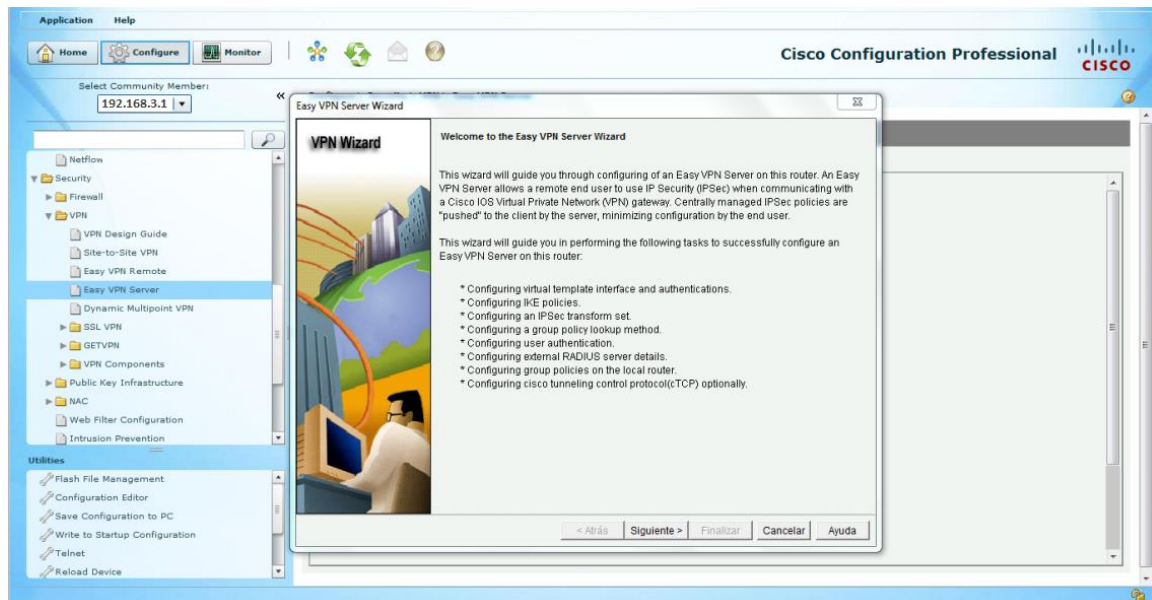 Application Help
Home Configure Monitor
Cisco Configuration Professional
CISCO
Select Community Member:
192.168.3.1
Netflow
Security
Firewall
VPN
VPN Design Guide
Site-to-Site VPN
Easy VPN Remote
Easy VPN Server
Dynamic Multipoint VPN
SSL VPN
GETVPN
VPN Components
Public Key Infrastructure
NAC
Web Filter Configuration
Intrusion Prevention
Utilities
Flash File Management
Configuration Editor
Save Configuration to PC
Write to Startup Configuration
Telnet
Reload Device
Easy VPN Server Wizard
VPN Wizard
Welcome to the Easy VPN Server Wizard
This wizard will guide you through configuring of an Easy VPN Server on this router. An Easy
VPN Server allows a remote end user to use IP Security (IPSec) when communicating with
a Cisco IOS Virtual Private Network (VPN) gateway. Centrally managed IPSec policies are
"pushed" to the client by the server, minimizing configuration by the end user.
This wizard will guide you in performing the following tasks to successfully configure an
Easy VPN Server on this router:
* Configuring virtual template interface and authentications.
* Configuring IKE policies.
* Configuring an IPSec transform set.
* Configuring a group policy lookup method.
* Configuring user authentication.
* Configuring external RADIUS server details.
* Configuring group policies on the local router.
* Configuring cisco tunneling control protocol(cTCP) optionally.
< Atrás Siguiente > Finalizar Cancelar Ayuda